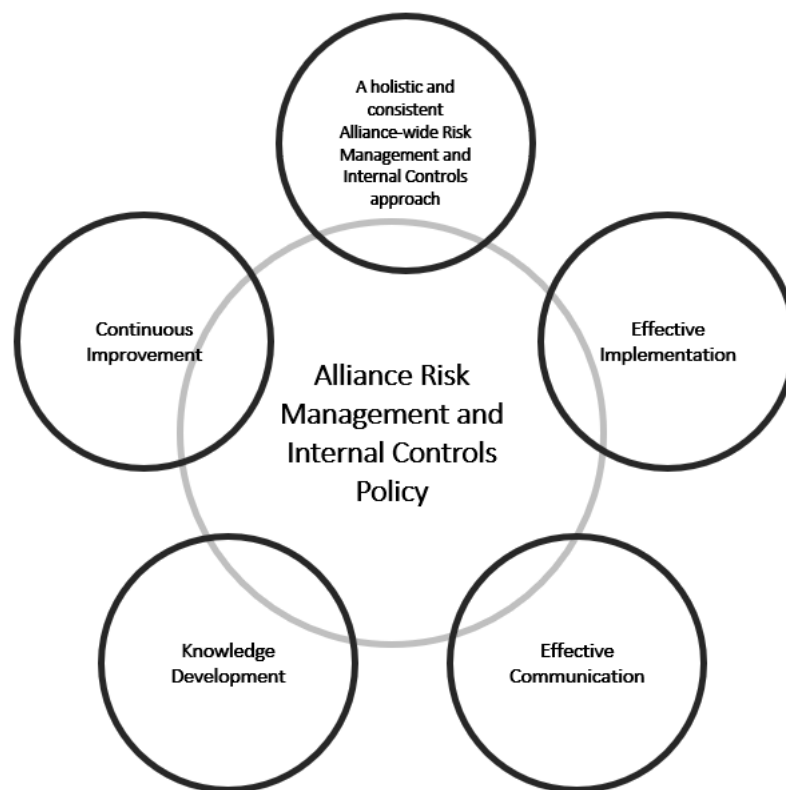 A holistic and
consistent
Alliance-wide Risk
Management and
Internal Controls
approach
Continuous
Improvement
Effective
Implementation
Alliance Risk
Management and
Internal Controls
Policy
Knowledge
Development
Effective
Communication